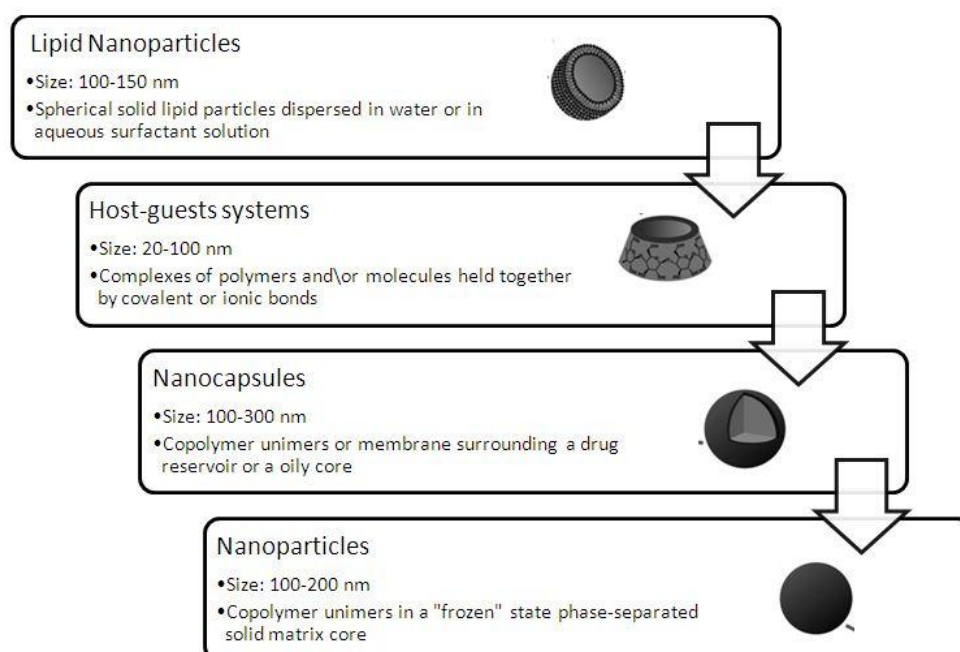 Lipid Nanoparticles
•Size: 100-150 nm
•Spherical solid lipid particles dispersed in water or in
aqueous surfactant solution
Host-guests systems
•Size: 20-100 nm
•Complexes of polymers and\or molecules held together
by covalent or ionic bonds
Nanocapsules
•Size: 100-300 nm
•Copolymer unimers or membrane surrounding a drug
reservoir or a oily core
Nanoparticles
•Size: 100-200 nm
•Copolymer unimers in a "frozen" state phase-separated
solid matrix core